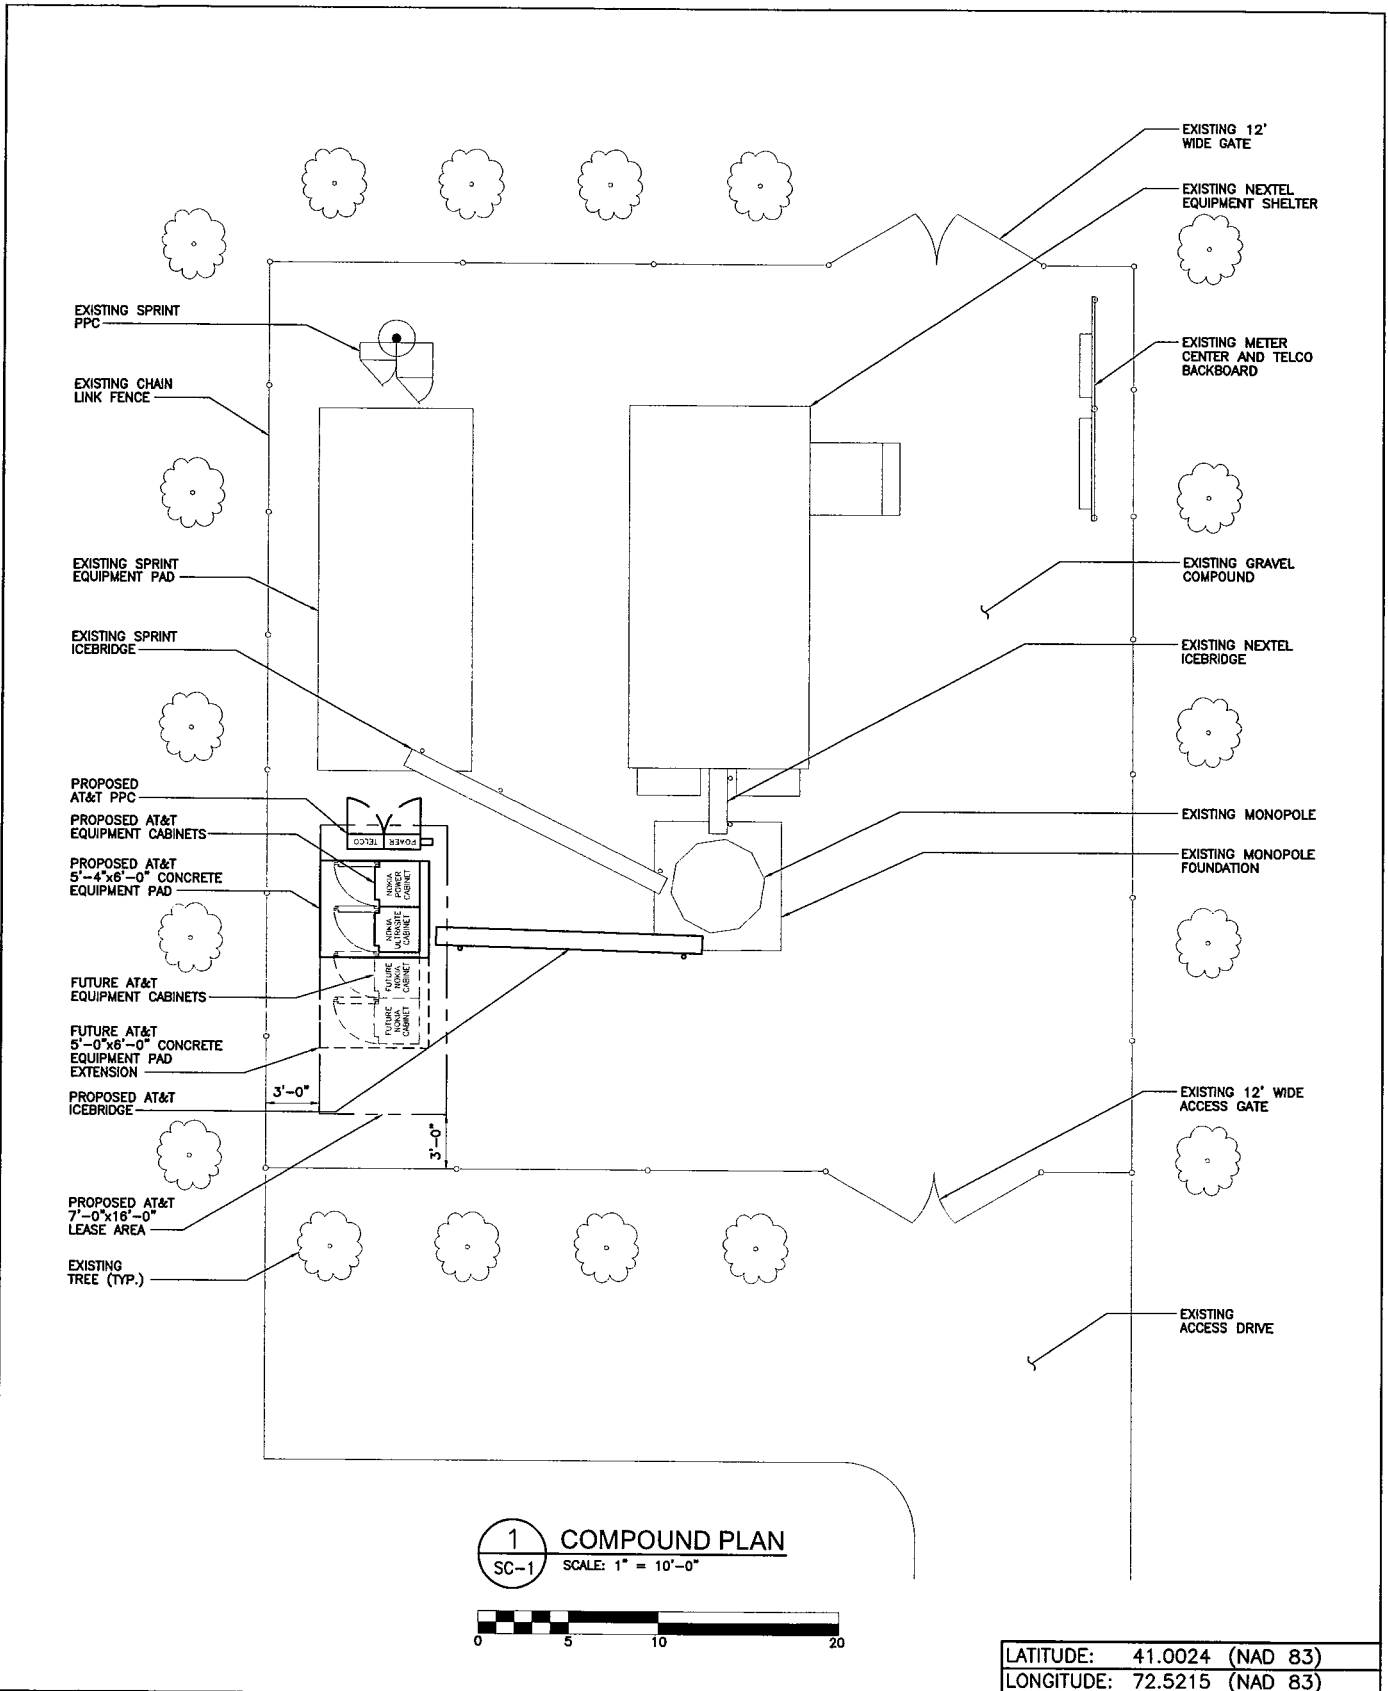 EXISTING 12'
WIDE GATE
EXISTING NEXTEL
EQUIPMENT SHELTER
EXISTING METER
CENTER AND TELCO
BACKBOARD
EXISTING GRAVEL
COMPOUND
EXISTING NEXTEL
ICEBRIDGE
EXISTING MONOPOLE
EXISTING MONOPOLE
FOUNDATION
EXISTING 12' WIDE
ACCESS GATE
EXISTING
ACCESS DRIVE
EXISTING SPRINT
PPC
EXISTING CHAIN
LINK FENCE
EXISTING SPRINT
EQUIPMENT PAD
EXISTING SPRINT
ICEBRIDGE
PROPOSED
AT&T PPC
PROPOSED AT&T
EQUIPMENT CABINETS
PROPOSED AT&T
5'-4"x6'-0" CONCRETE
EQUIPMENT PAD
FUTURE AT&T
EQUIPMENT CABINETS
FUTURE AT&T
5'-0"x6'-0" CONCRETE
EQUIPMENT PAD
EXTENSION
PROPOSED AT&T
ICEBRIDGE
PROPOSED AT&T
7'-0"x16'-0"
LEASE AREA
EXISTING
TREE (TYP.)
TELCO
POWER
NOKIA
POWER
CABINET
NOKIA
ULTRASITE
CABINET
FUTURE
NOKIA
CABINET
FUTURE
NOKIA
CABINET
3'-0"
3'-0"
1
SC-1
COMPOUND PLAN
SCALE: 1" = 10'-0"
0 5 10 20
LATITUDE: 41.0024 (NAD 83)
LONGITUDE: 72.5215 (NAD 83)